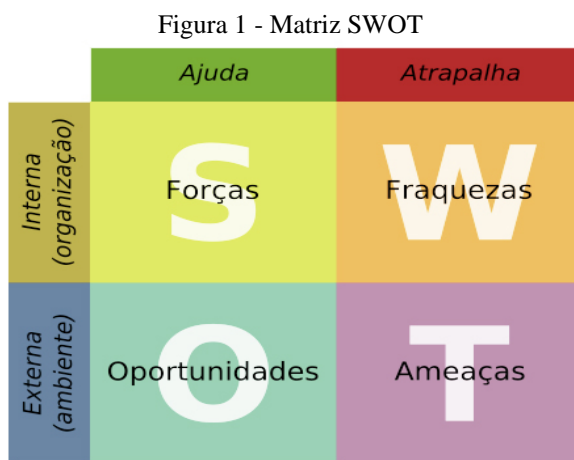 Figura 1 - Matriz SWOT
Ajuda
Atrapalha
Interna
(organização)
S
Forças
W
Fraquezas
Externa
(ambiente)
O
Oportunidades
T
Ameaças